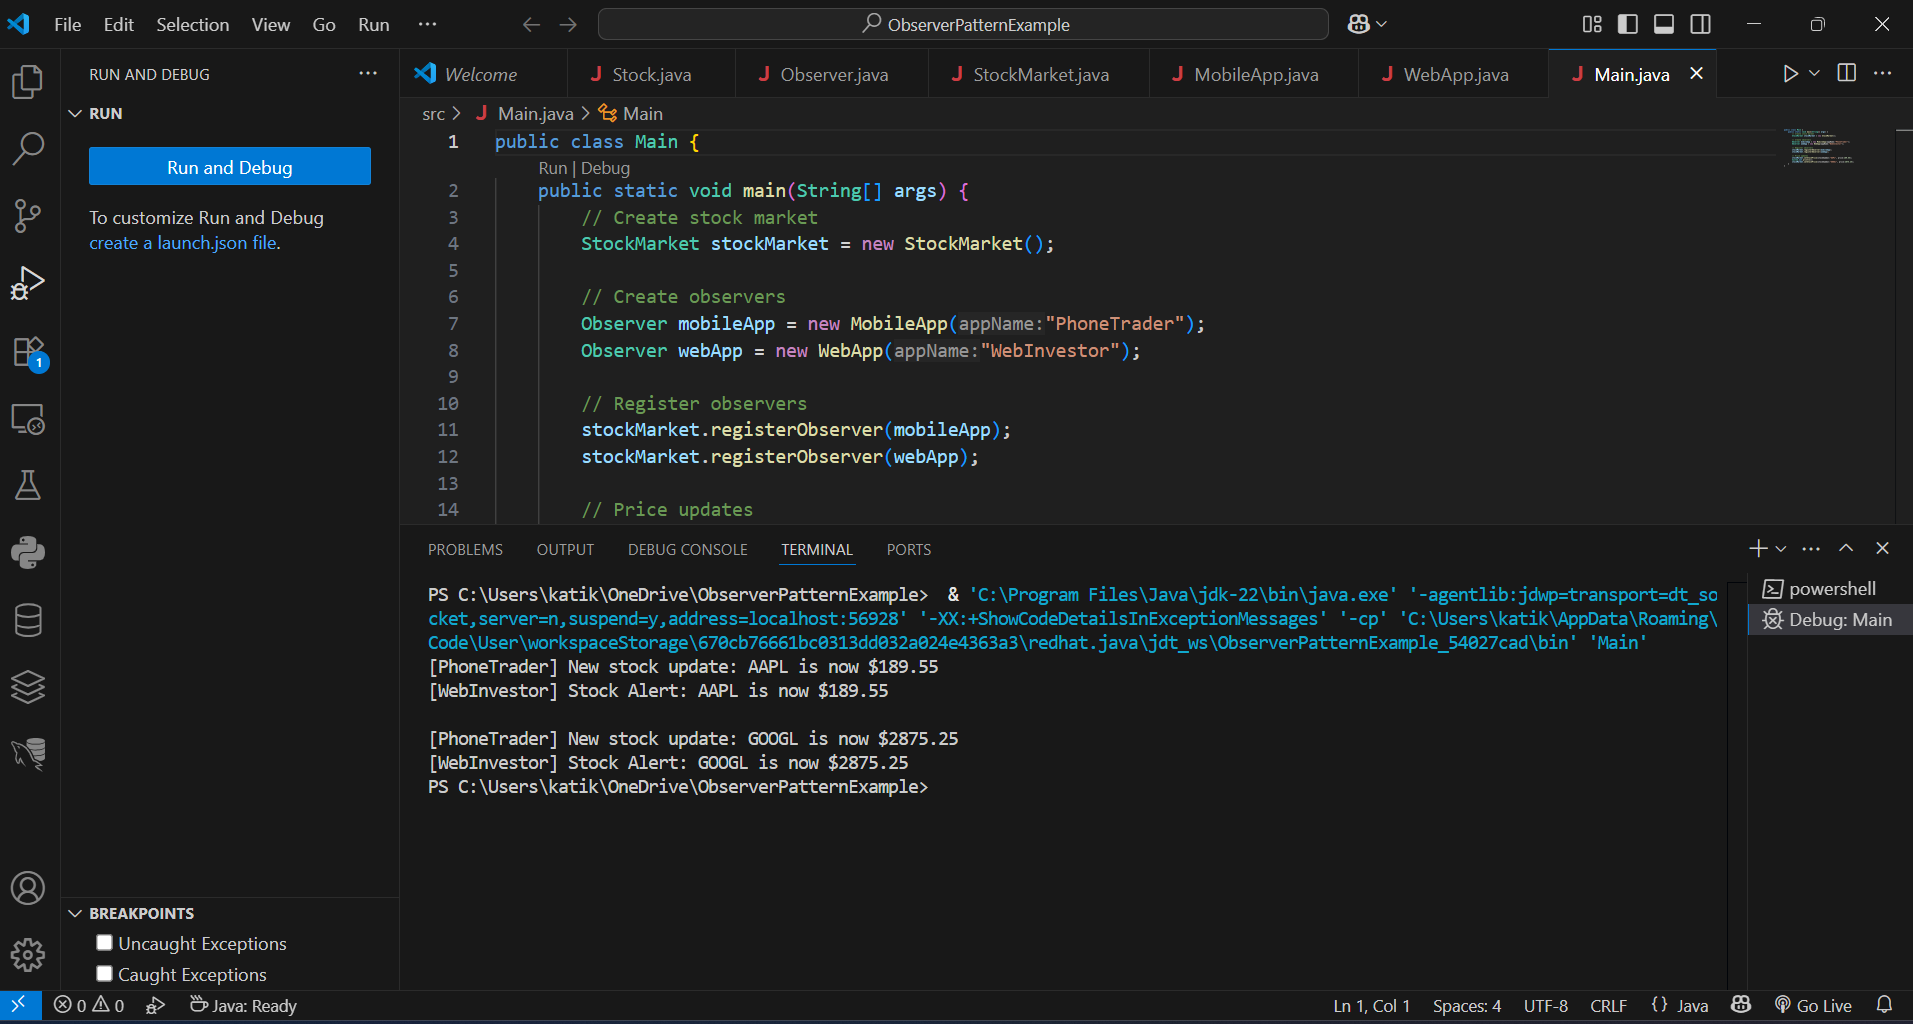 File Edit Selection View Go Run ··· ObserverPatternExample
RUN AND DEBUG ···
RUN
Run and Debug
To customize Run and Debug
create a launch.json file.
1
BREAKPOINTS
Uncaught Exceptions
Caught Exceptions
Welcome J Stock.java J Observer.java J StockMarket.java J MobileApp.java J WebApp.java J Main.java
src > J Main.java > Main
1 public class Main {
Run | Debug
2 public static void main(String[] args) {
3 // Create stock market
4 StockMarket stockMarket = new StockMarket();
5
6 // Create observers
7 Observer mobileApp = new MobileApp(appName:"PhoneTrader");
8 Observer webApp = new WebApp(appName:"WebInvestor");
9
10 // Register observers
11 stockMarket.registerObserver(mobileApp);
12 stockMarket.registerObserver(webApp);
13
14 // Price updates
PROBLEMS OUTPUT DEBUG CONSOLE TERMINAL PORTS
PS C:\Users\katik\OneDrive\ObserverPatternExample>  & 'C:\Program Files\Java\jdk-22\bin\java.exe' '-agentlib:jdwp=transport=dt_so
cket,server=n,suspend=y,address=localhost:56928' '-XX:+ShowCodeDetailsInExceptionMessages' '-cp' 'C:\Users\katik\AppData\Roaming\
Code\User\workspaceStorage\670cb76661bc0313dd032a024e4363a3\redhat.java\jdt_ws\ObserverPatternExample_54027cad\bin' 'Main'
[PhoneTrader] New stock update: AAPL is now $189.55
[WebInvestor] Stock Alert: AAPL is now $189.55
[PhoneTrader] New stock update: GOOGL is now $2875.25
[WebInvestor] Stock Alert: GOOGL is now $2875.25
PS C:\Users\katik\OneDrive\ObserverPatternExample>
powershell
Debug: Main
0 0 Java: Ready Ln 1, Col 1 Spaces: 4 UTF-8 CRLF {} Java Go Live